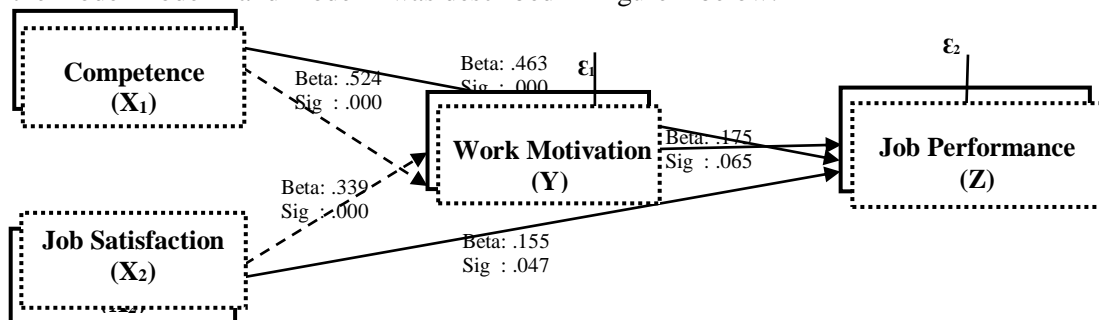 Competence
(X₁)
Beta: .524
Sig : .000
Beta: .463
Sig : .000
ε₁
ε₂
Work Motivation
(Y)
Beta: .175
Sig : .065
Job Performance
(Z)
Beta: .339
Sig : .000
Job Satisfaction
(X₂)
Beta: .155
Sig : .047